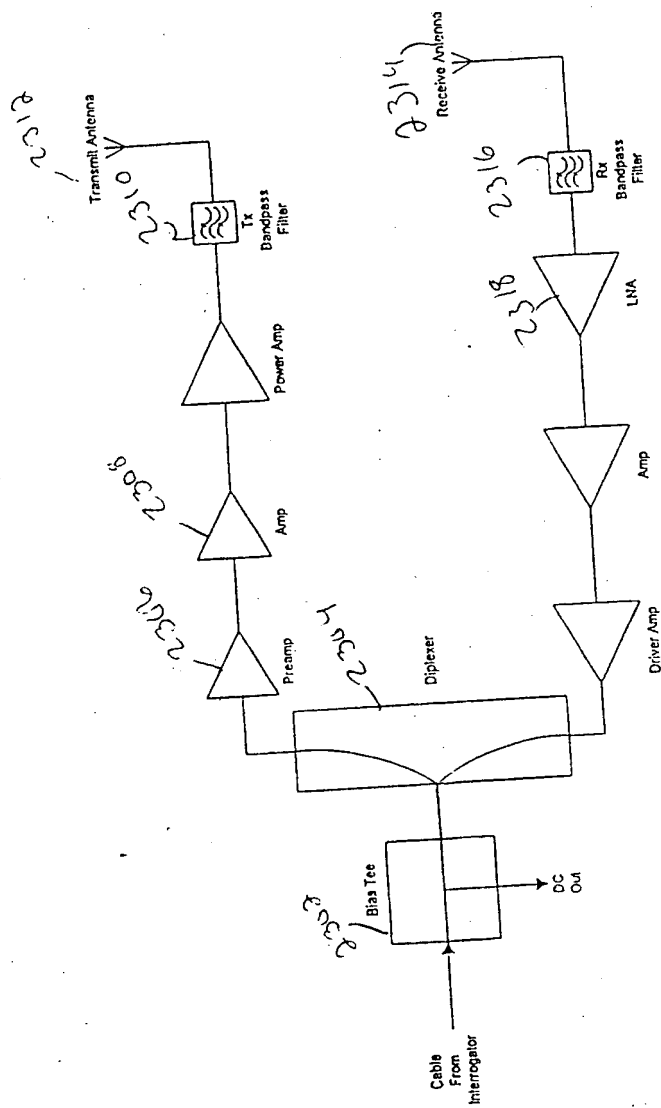 2312
Transmit Antenna
2310
Tx
Bandpass
Filter
Power Amp
2308
Amp
2306
Preamp
2304
Diplexer
2302
Bias Tee
DC
Out
Cable
From
Interrogator
2314
Receive Antenna
2316
Rx
Bandpass
Filter
2318
LNA
Amp
Driver Amp